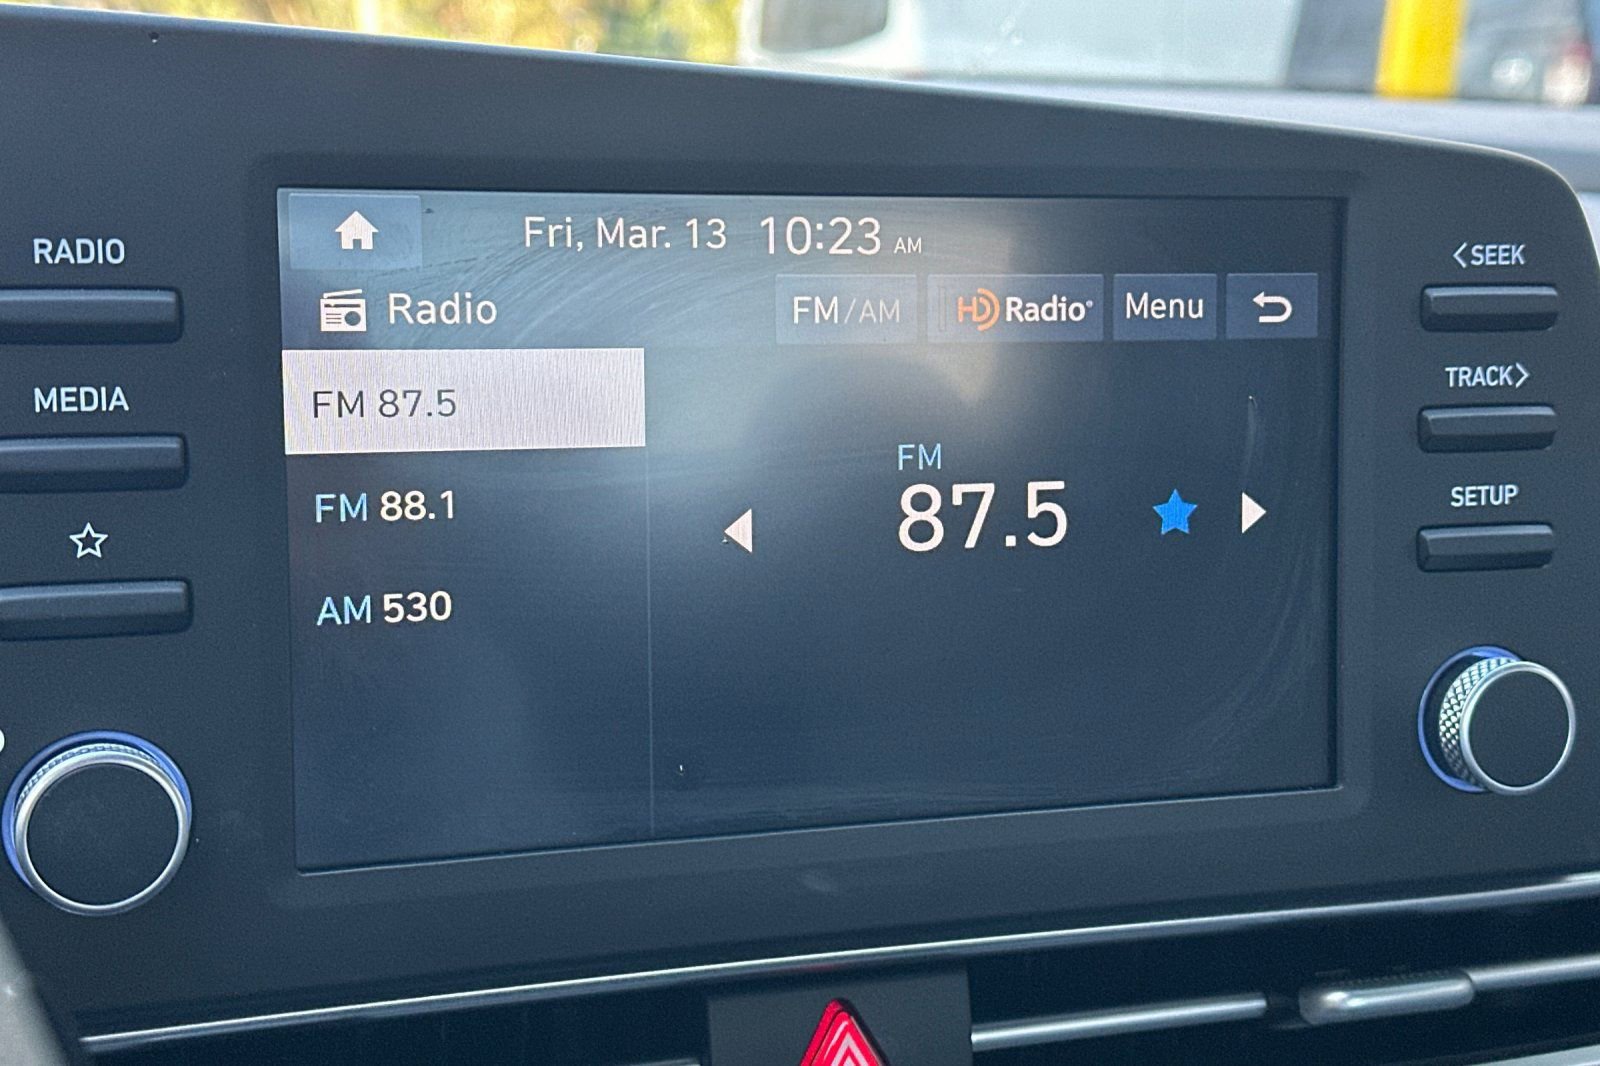 RADIO
MEDIA
Fri, Mar. 13 10:23 AM
Radio
FM/AM
HD Radio®
Menu
FM 87.5
FM 88.1
AM 530
FM
87.5
<SEEK
TRACK>
SETUP